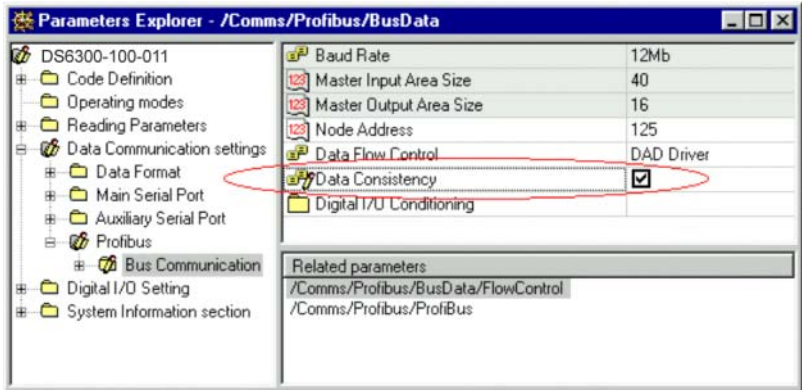 Parameters Explorer - /Comms/Profibus/BusData
DS6300-100-011
Code Definition
Operating modes
Reading Parameters
Data Communication settings
Data Format
Main Serial Port
Auxiliary Serial Port
Profibus
Bus Communication
Digital I/O Setting
System Information section
Baud Rate 12Mb
123 Master Input Area Size 40
123 Master Output Area Size 16
123 Node Address 125
Data Flow Control DAD Driver
Data Consistency
Digital I/O Conditioning
Related parameters
/Comms/Profibus/BusData/FlowControl
/Comms/Profibus/ProfiBus